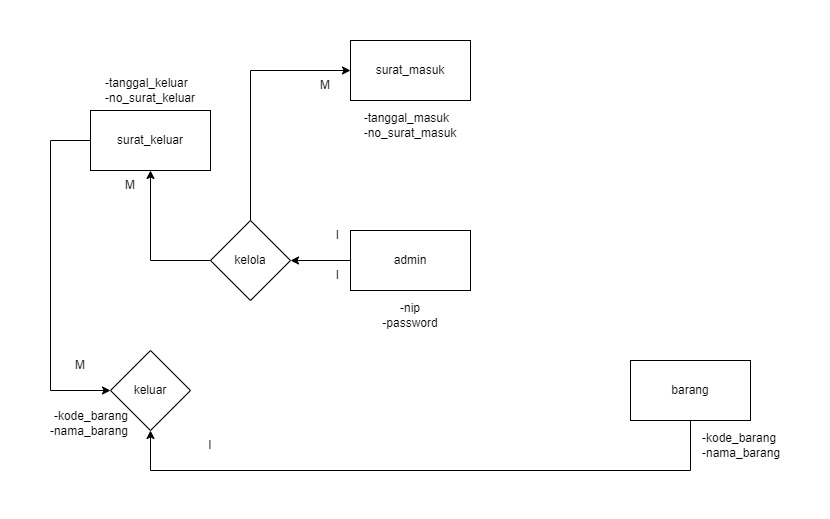 surat_masuk
M
-tanggal_masuk
-no_surat_masuk
-tanggal_keluar
-no_surat_keluar
surat_keluar
M
kelola
I
I
admin
-nip
-password
M
keluar
-kode_barang
-nama_barang
I
barang
-kode_barang
-nama_barang